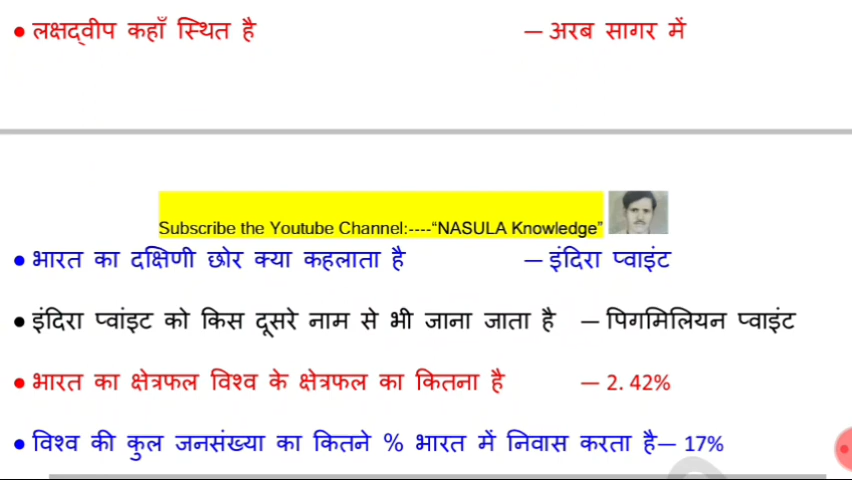 ● लक्षद्वीप कहाँ स्थित है — अरब सागर में
Subscribe the Youtube Channel:----“NASULA Knowledge”
● भारत का दक्षिणी छोर क्या कहलाता है — इंदिरा प्वाइंट
● इंदिरा प्वांइट को किस दूसरे नाम से भी जाना जाता है — पिगमिलियन प्वाइंट
● भारत का क्षेत्रफल विश्व के क्षेत्रफल का कितना है — 2. 42%
● विश्व की कुल जनसंख्या का कितने % भारत में निवास करता है— 17%